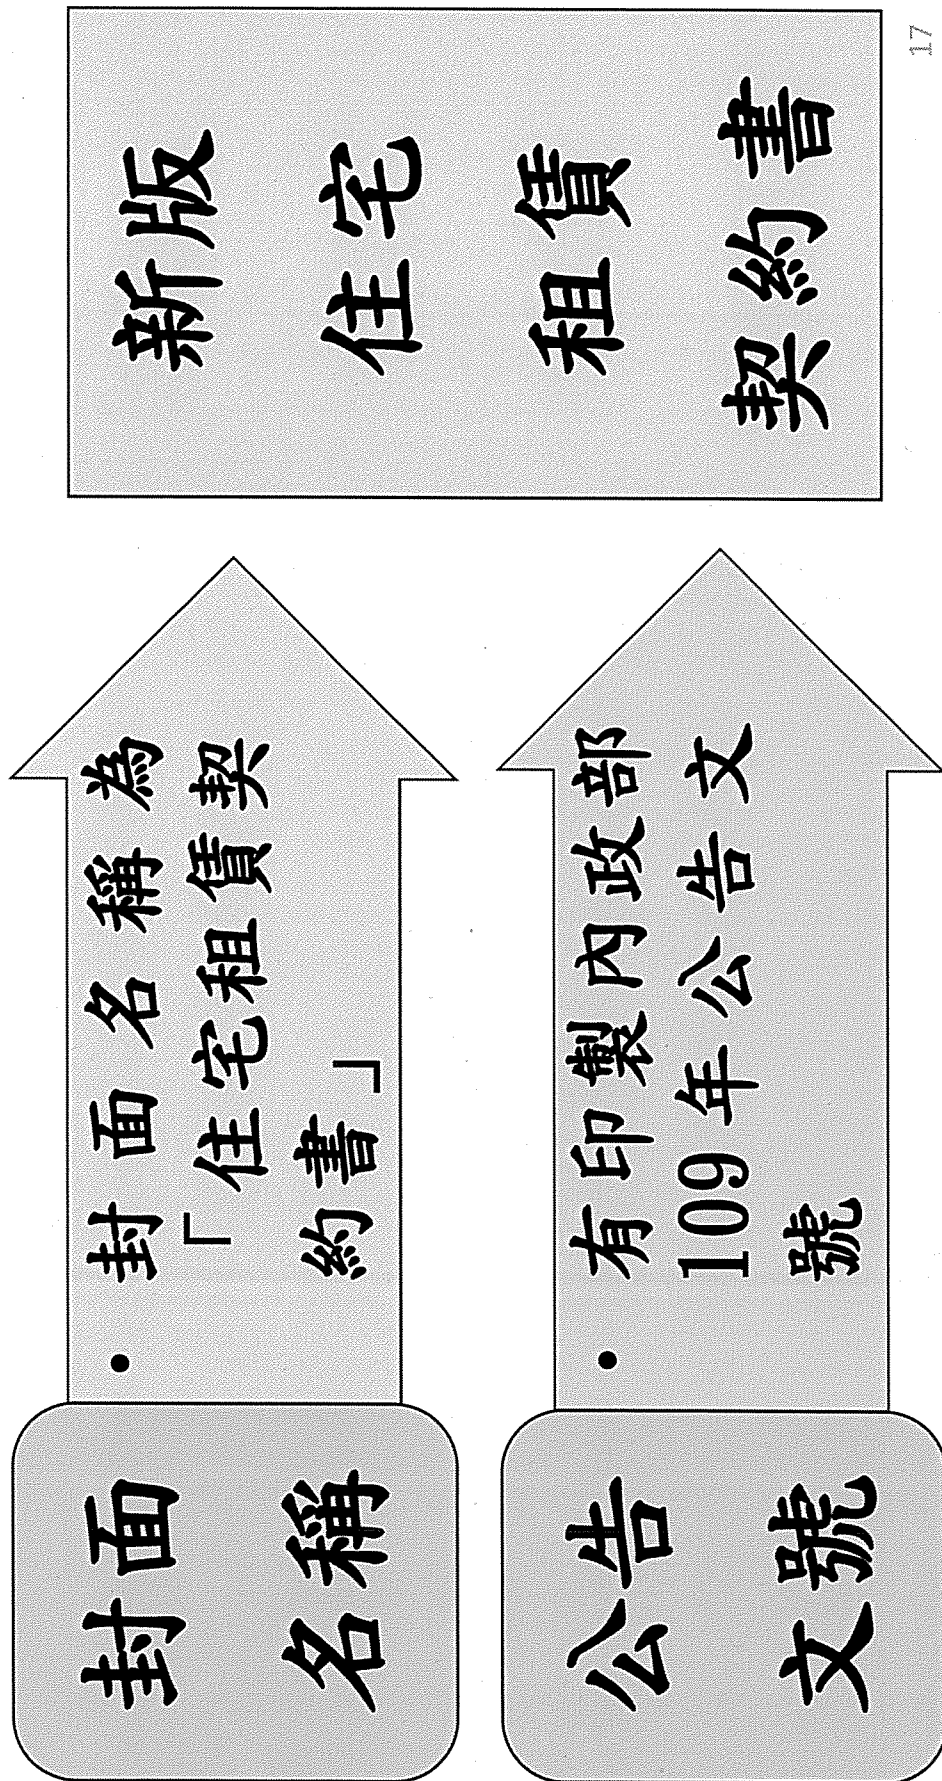 封面
名稱
• 封面名稱為
「住宅租賃契
約書」
公告
文號
• 有印製內政部
109年公告文
號
新版
住宅
租賃
契約書
17